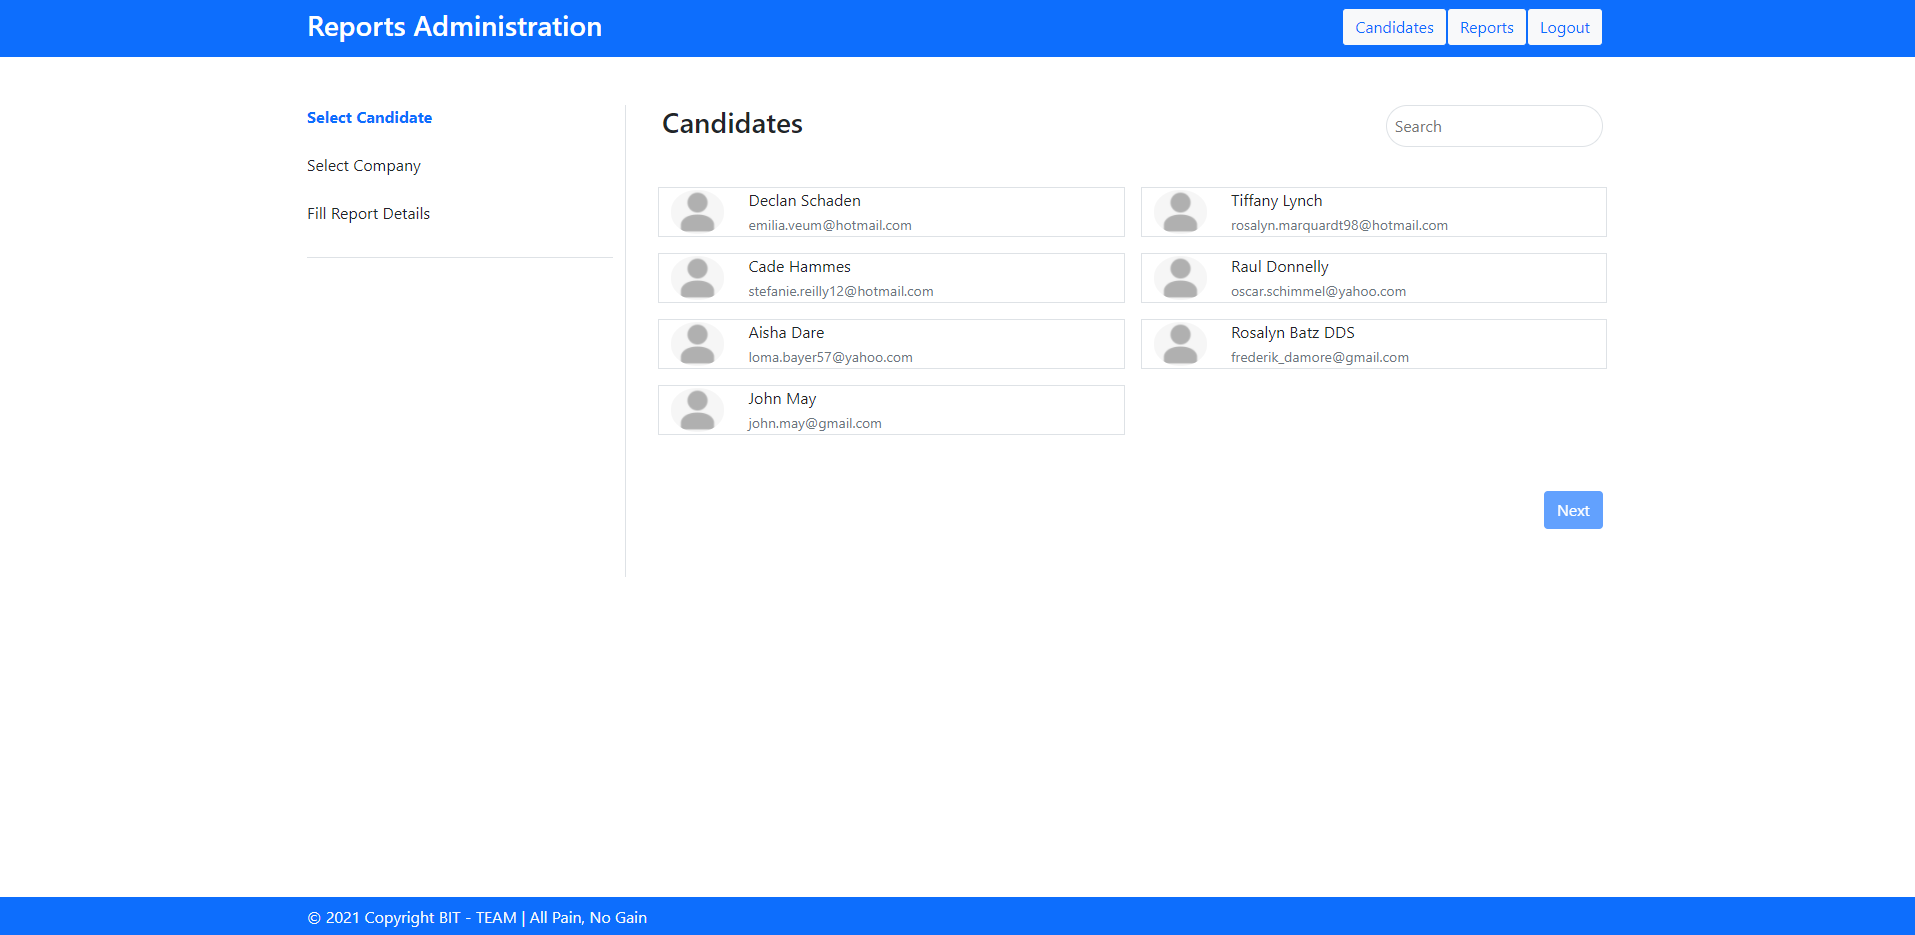 Reports Administration
Candidates
Reports
Logout
Select Candidate
Select Company
Fill Report Details
Candidates
Search
Declan Schaden
emilia.veum@hotmail.com
Tiffany Lynch
rosalyn.marquardt98@hotmail.com
Cade Hammes
stefanie.reilly12@hotmail.com
Raul Donnelly
oscar.schimmel@yahoo.com
Aisha Dare
loma.bayer57@yahoo.com
Rosalyn Batz DDS
frederik_damore@gmail.com
John May
john.may@gmail.com
Next
© 2021 Copyright BIT - TEAM | All Pain, No Gain